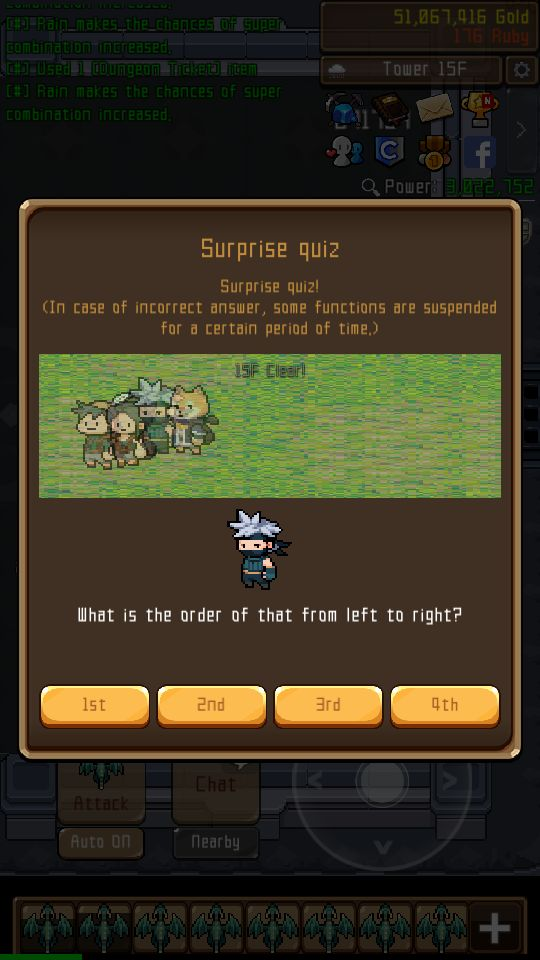 combination increased.
[#] Rain makes the chances of super
combination increased.
[#] Used 1 [Dungeon Ticket] item
[#] Rain makes the chances of super
combination increased.
51,067,416 Gold
176 Ruby
Tower 15F
Power: 3,022,752
Surprise quiz
Surprise quiz!
(In case of incorrect answer, some functions are suspended
for a certain period of time.)
15F Clear!
What is the order of that from left to right?
1st
2nd
3rd
4th
Attack
Chat
Auto ON
Nearby